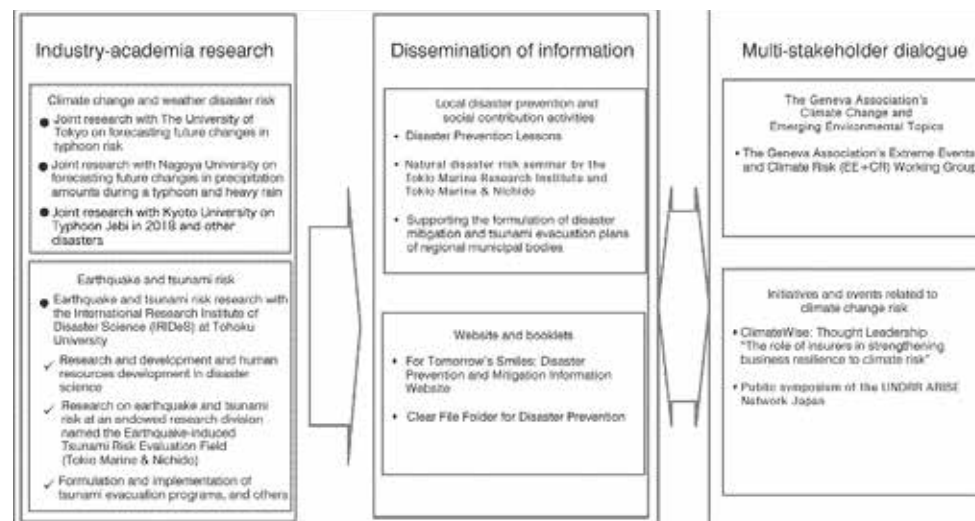 Industry-academia research
Climate change and weather disaster risk
● Joint research with The University of
Tokyo on forecasting future changes in
typhoon risk
● Joint research with Nagoya University on
forecasting future changes in precipitation
amounts during a typhoon and heavy rain
● Joint research with Kyoto University on
Typhoon Jebi in 2018 and other
disasters
Earthquake and tsunami risk
● Earthquake and tsunami risk research with
the International Research Institute of
Disaster Science (IRIDeS) at Tohoku
University
✓ Research and development and human
resources development in disaster
science
✓ Research on earthquake and tsunami
risk at an endowed research division
named the Earthquake-induced
Tsunami Risk Evaluation Field
(Tokio Marine & Nichido)
✓ Formulation and implementation of
tsunami evacuation programs, and others
Dissemination of information
Local disaster prevention and
social contribution activities
• Disaster Prevention Lessons
• Natural disaster risk seminar by the
Tokio Marine Research Institute and
Tokio Marine & Nichido
• Supporting the formulation of disaster
mitigation and tsunami evacuation plans
of regional municipal bodies
Website and booklets
• For Tomorrow's Smiles: Disaster
Prevention and Mitigation Information
Website
• Clear File Folder for Disaster Prevention
Multi-stakeholder dialogue
The Geneva Association's
Climate Change and
Emerging Environmental Topics
• The Geneva Association's Extreme Events
and Climate Risk (EE+CR) Working Group
Initiatives and events related to
climate change risk
• ClimateWise: Thought Leadership
"The role of insurers in strengthening
business resilience to climate risk"
• Public symposium of the UNDRR ARISE
Network Japan